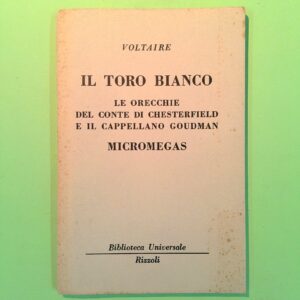 VOLTAIRE
IL TORO BIANCO
LE ORECCHIE
DEL CONTE DI CHESTERFIELD
E IL CAPPELLANO GOUDMAN
MICROMEGAS
Biblioteca Universale
Rizzoli